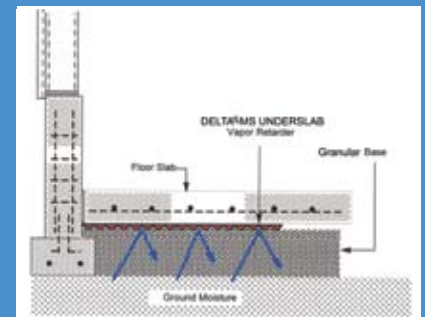 DELTA®-MS UNDERSLAB
Vapor Retarder
Granular Base
Floor Slab
Ground Moisture